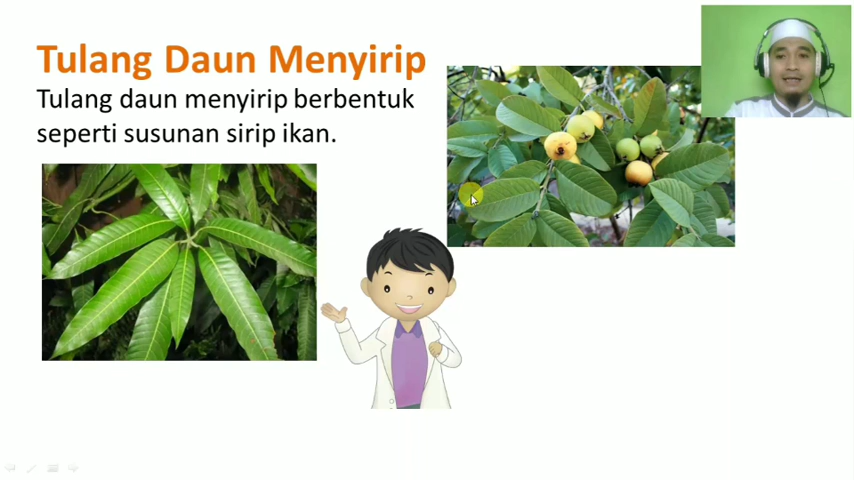 Tulang Daun Menyirip
Tulang daun menyirip berbentuk
seperti susunan sirip ikan.